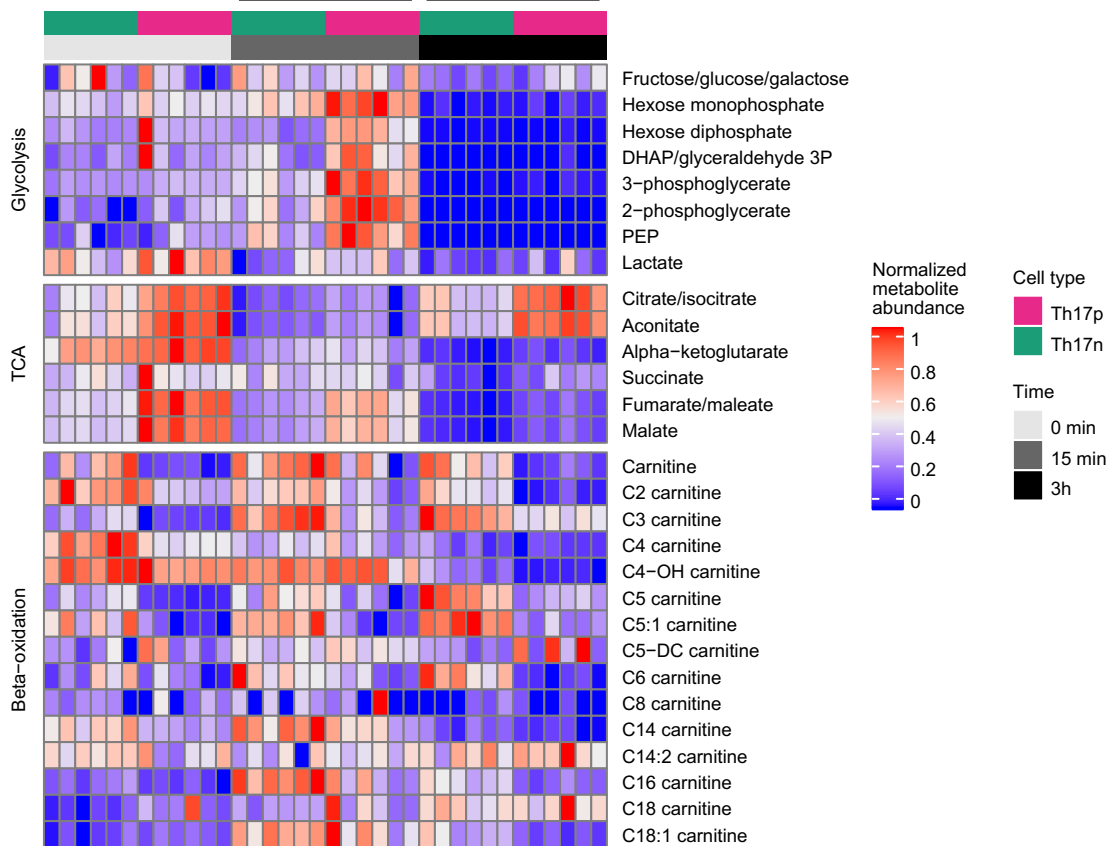 Glycolysis
Fructose/glucose/galactose
Hexose monophosphate
Hexose diphosphate
DHAP/glyceraldehyde 3P
3−phosphoglycerate
2−phosphoglycerate
PEP
Lactate
TCA
Citrate/isocitrate
Aconitate
Alpha−ketoglutarate
Succinate
Fumarate/maleate
Malate
Beta−oxidation
Carnitine
C2 carnitine
C3 carnitine
C4 carnitine
C4−OH carnitine
C5 carnitine
C5:1 carnitine
C5−DC carnitine
C6 carnitine
C8 carnitine
C14 carnitine
C14:2 carnitine
C16 carnitine
C18 carnitine
C18:1 carnitine
Normalized
metabolite
abundance
1
0.8
0.6
0.4
0.2
0
Cell type
Th17p
Th17n
Time
0 min
15 min
3h